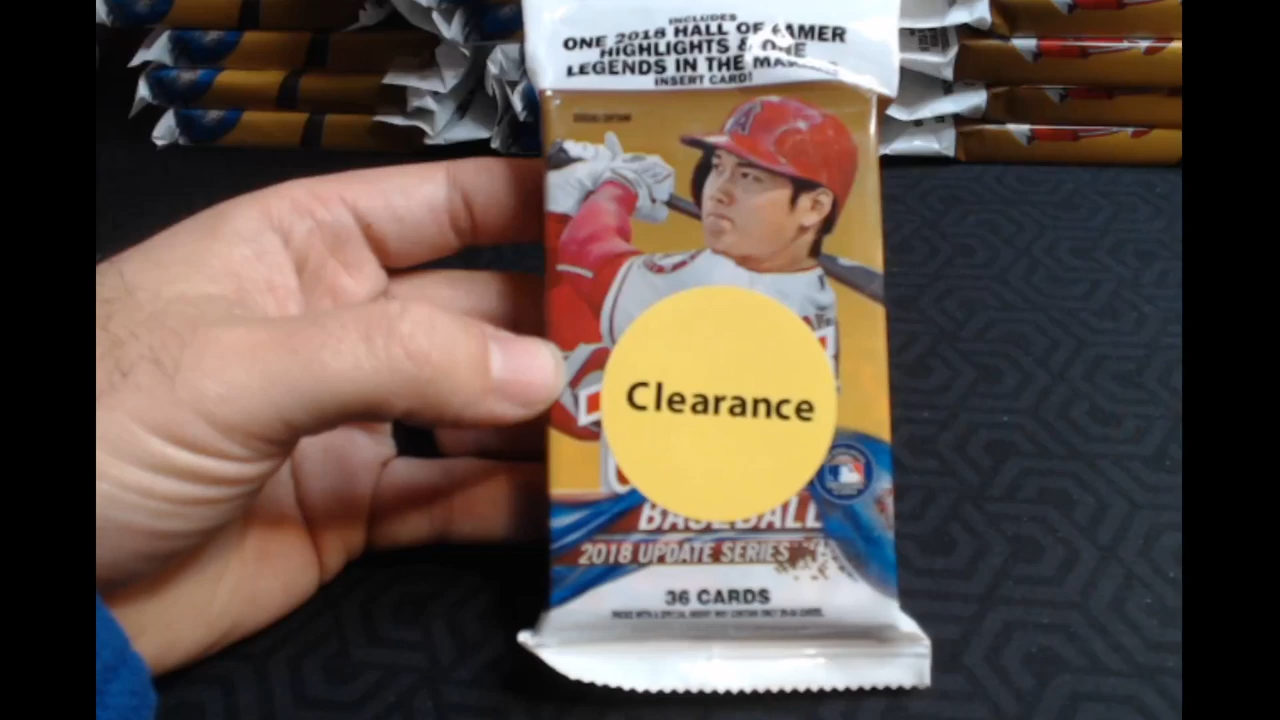 INCLUDES
ONE 2018 HALL OF FAMER
HIGHLIGHTS & ONE
LEGENDS IN THE
INSERT CARD!
A
Clearance
BASEBALL
2018 UPDATE SERIES
36 CARDS